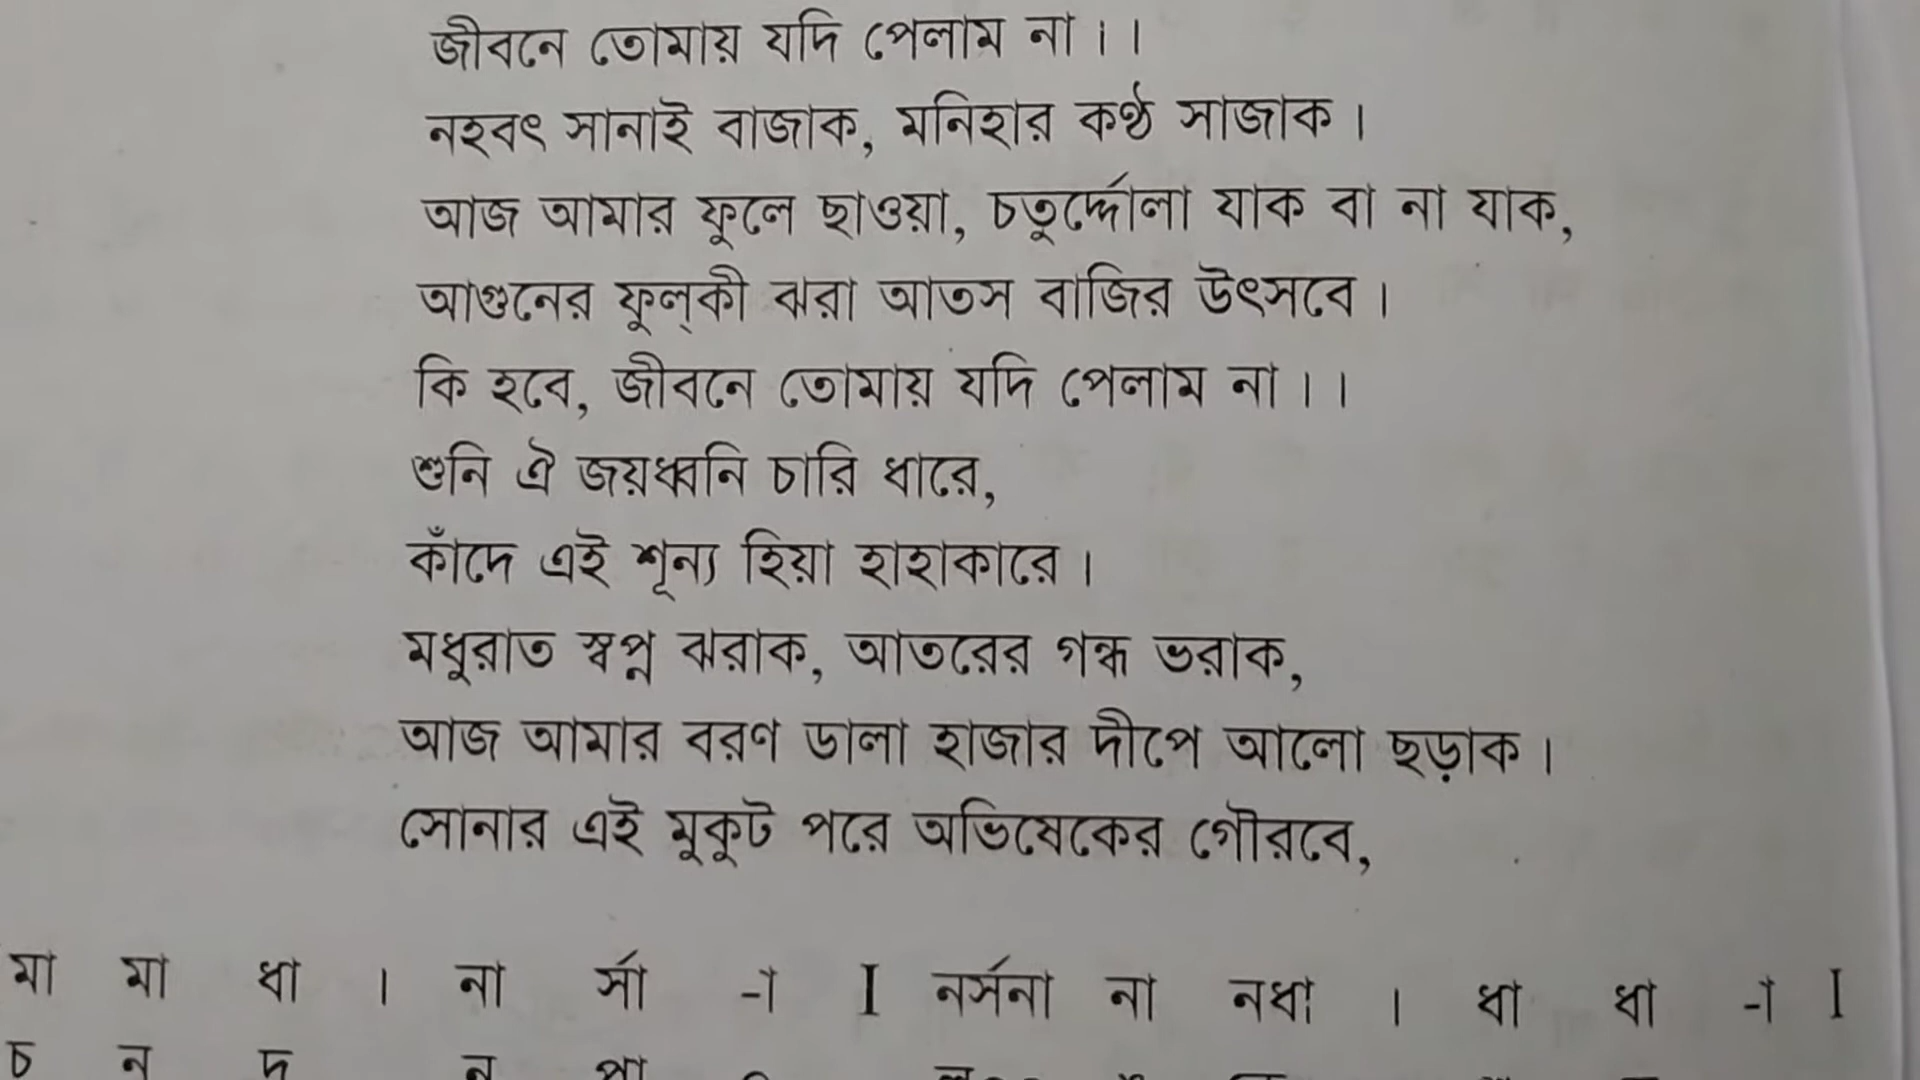 জীবনে তোমায় যদি পেলাম না।।
নহবৎ সানাই বাজাক, মনিহার কণ্ঠ সাজাক।
আজ আমার ফুলে ছাওয়া, চতুর্দ্দোলা যাক বা না যাক,
আগুনের ফুল্‌কী ঝরা আতস বাজির উৎসবে।
কি হবে, জীবনে তোমায় যদি পেলাম না।।
শুনি ঐ জয়ধ্বনি চারি ধারে,
কাঁদে এই শূন্য হিয়া হাহাকারে।
মধুরাত স্বপ্ন ঝরাক, আতরের গন্ধ ভরাক,
আজ আমার বরণ ডালা হাজার দীপে আলো ছড়াক।
সোনার এই মুকুট পরে অভিষেকের গৌরবে,
মা মা ধা । না র্সা -া I নর্সনা না নধা । ধা ধা -া I
চ ন দ ন পা